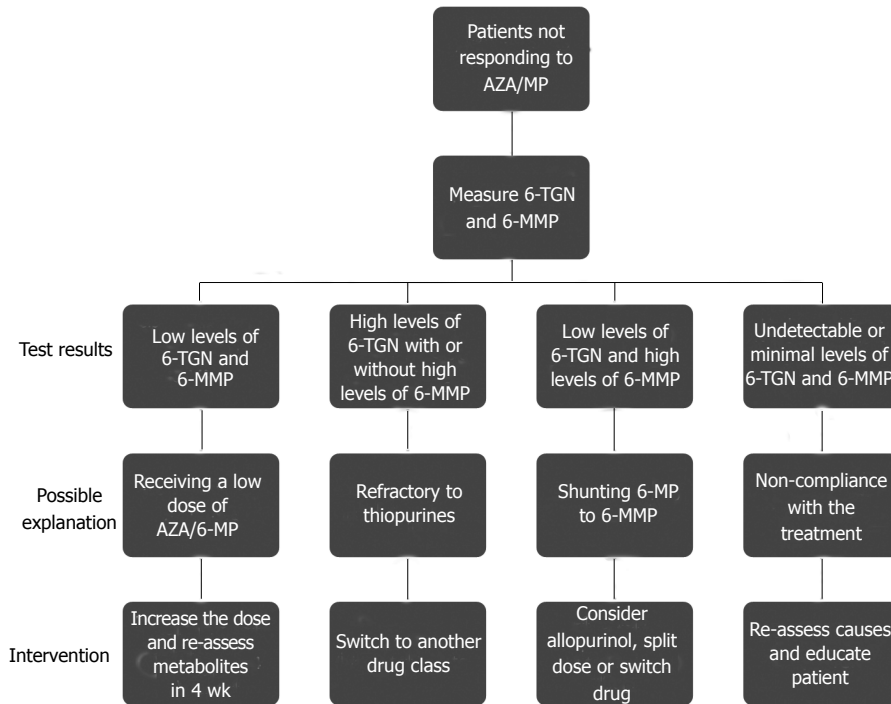 Patients not
responding to
AZA/MP
Measure 6-TGN
and 6-MMP
Test results
Low levels of
6-TGN and
6-MMP
High levels of
6-TGN with or
without high
levels of 6-MMP
Low levels of
6-TGN and high
levels of 6-MMP
Undetectable or
minimal levels of
6-TGN and 6-MMP
Possible
explanation
Receiving a low
dose of
AZA/6-MP
Refractory to
thiopurines
Shunting 6-MP
to 6-MMP
Non-compliance
with the
treatment
Intervention
Increase the dose
and re-assess
metabolites
in 4 wk
Switch to another
drug class
Consider
allopurinol, split
dose or switch
drug
Re-assess causes
and educate
patient